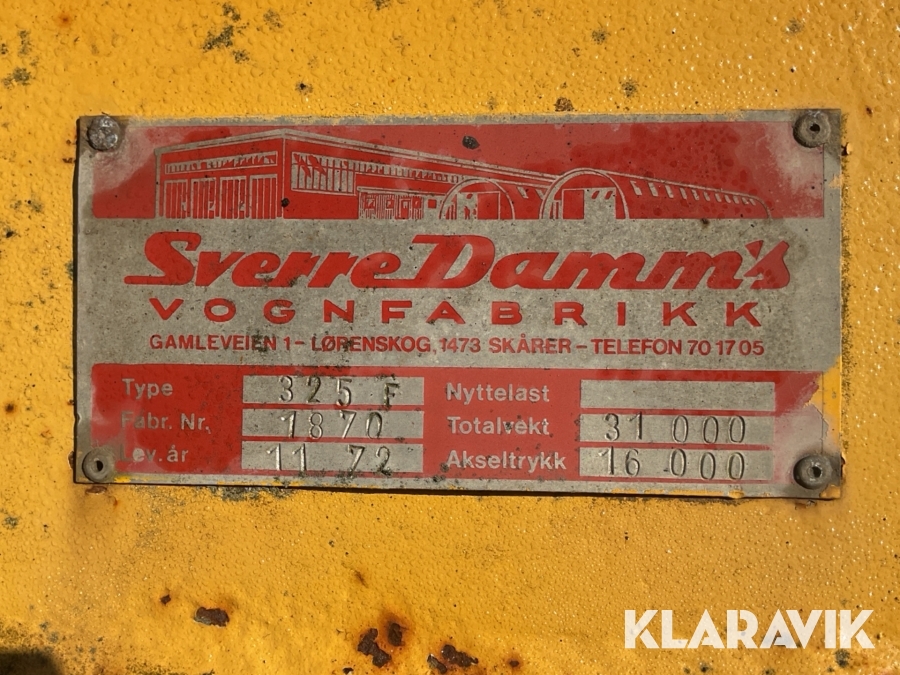 Sverre Damm's
VOGNFABRIKK
GAMLEVEIEN 1 - LØRENSKOG, 1473 SKÅRER - TELEFON 70 17 05
Type 325 F Nyttelast
Fabr. Nr. 1870 Totalvekt 31 000
Lev. år 11 72 Akseltrykk 16 000
KLARAVIK